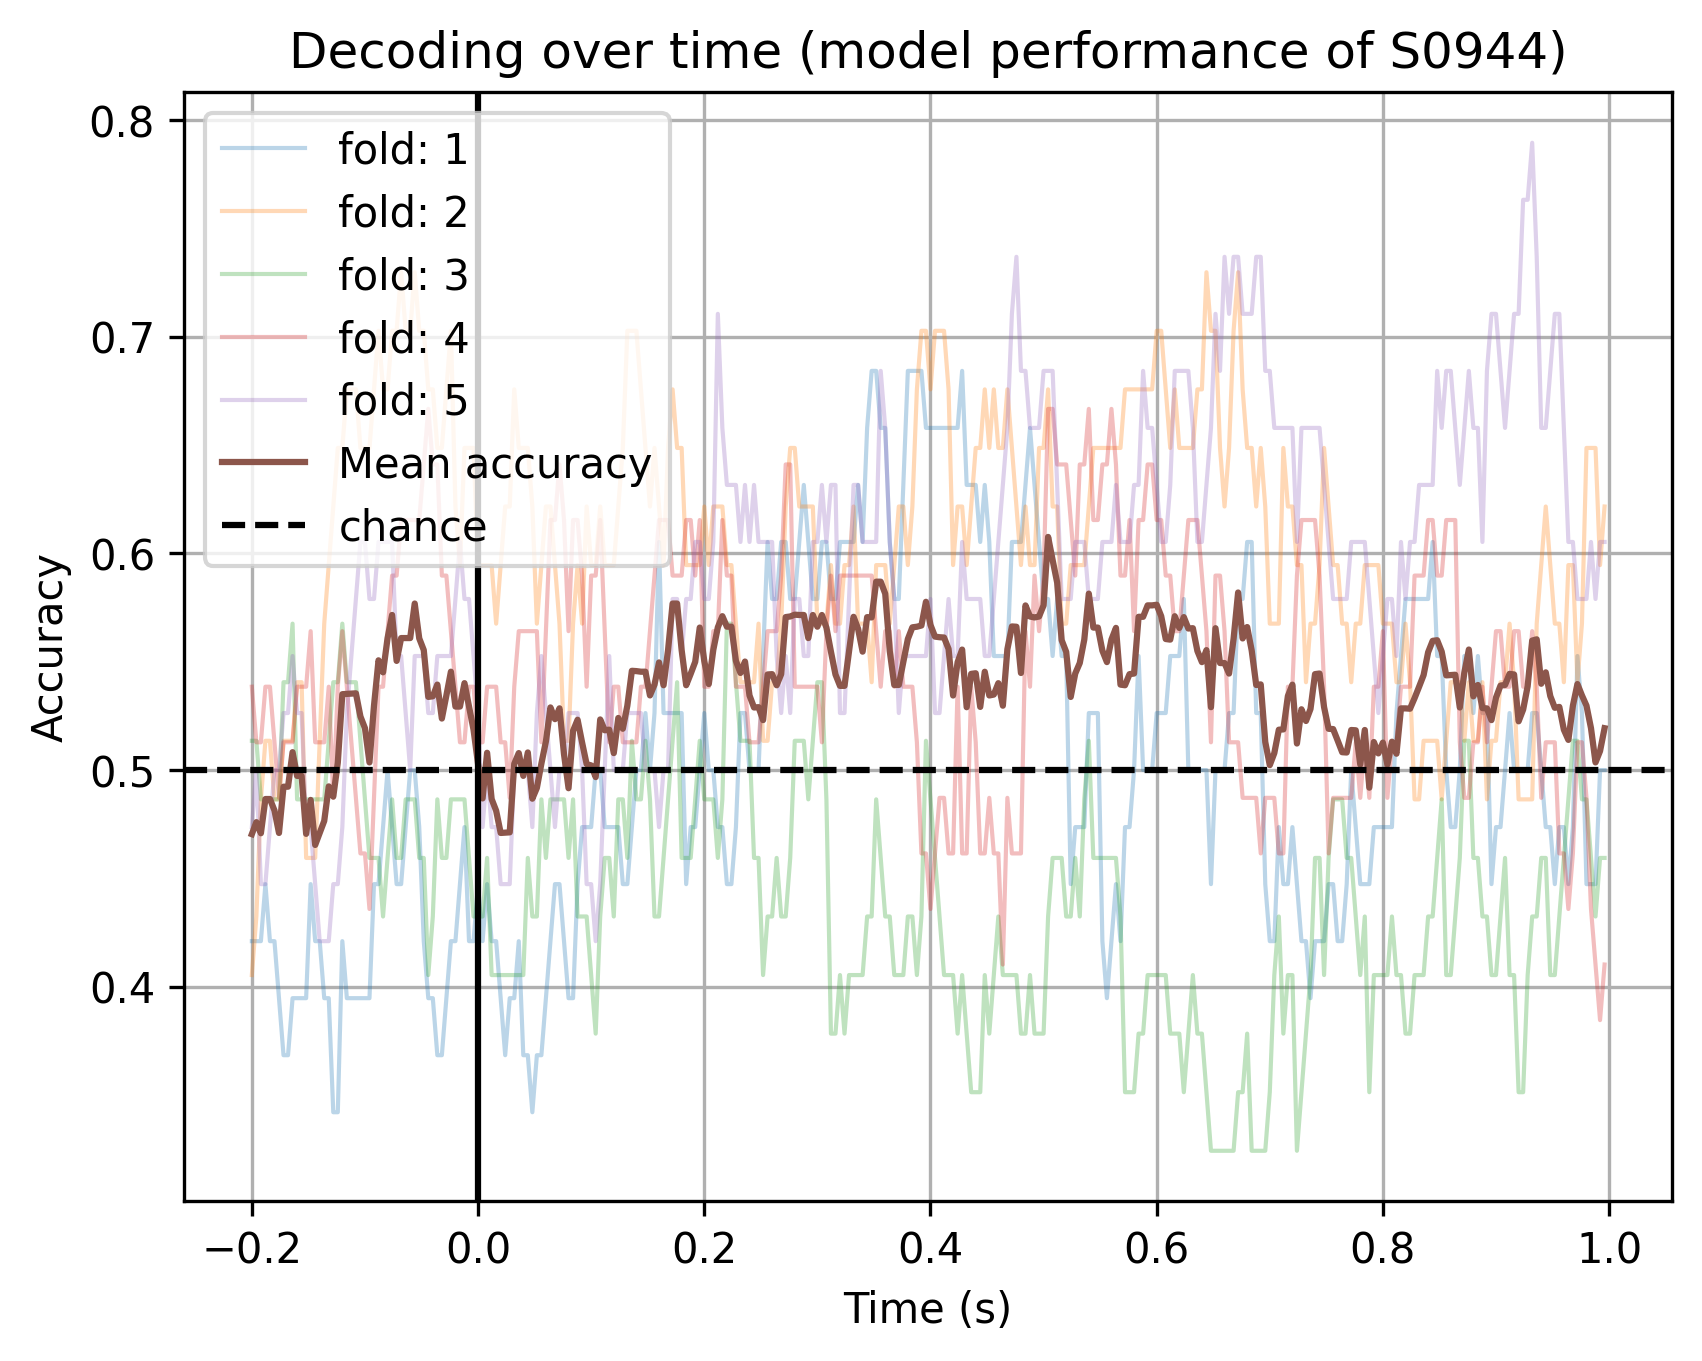 Decoding over time (model performance of S0944)
0.8
0.7
0.6
0.5
0.4
Accuracy
fold: 1
fold: 2
fold: 3
fold: 4
fold: 5
Mean accuracy
chance
−0.2 0.0 0.2 0.4 0.6 0.8 1.0
Time (s)